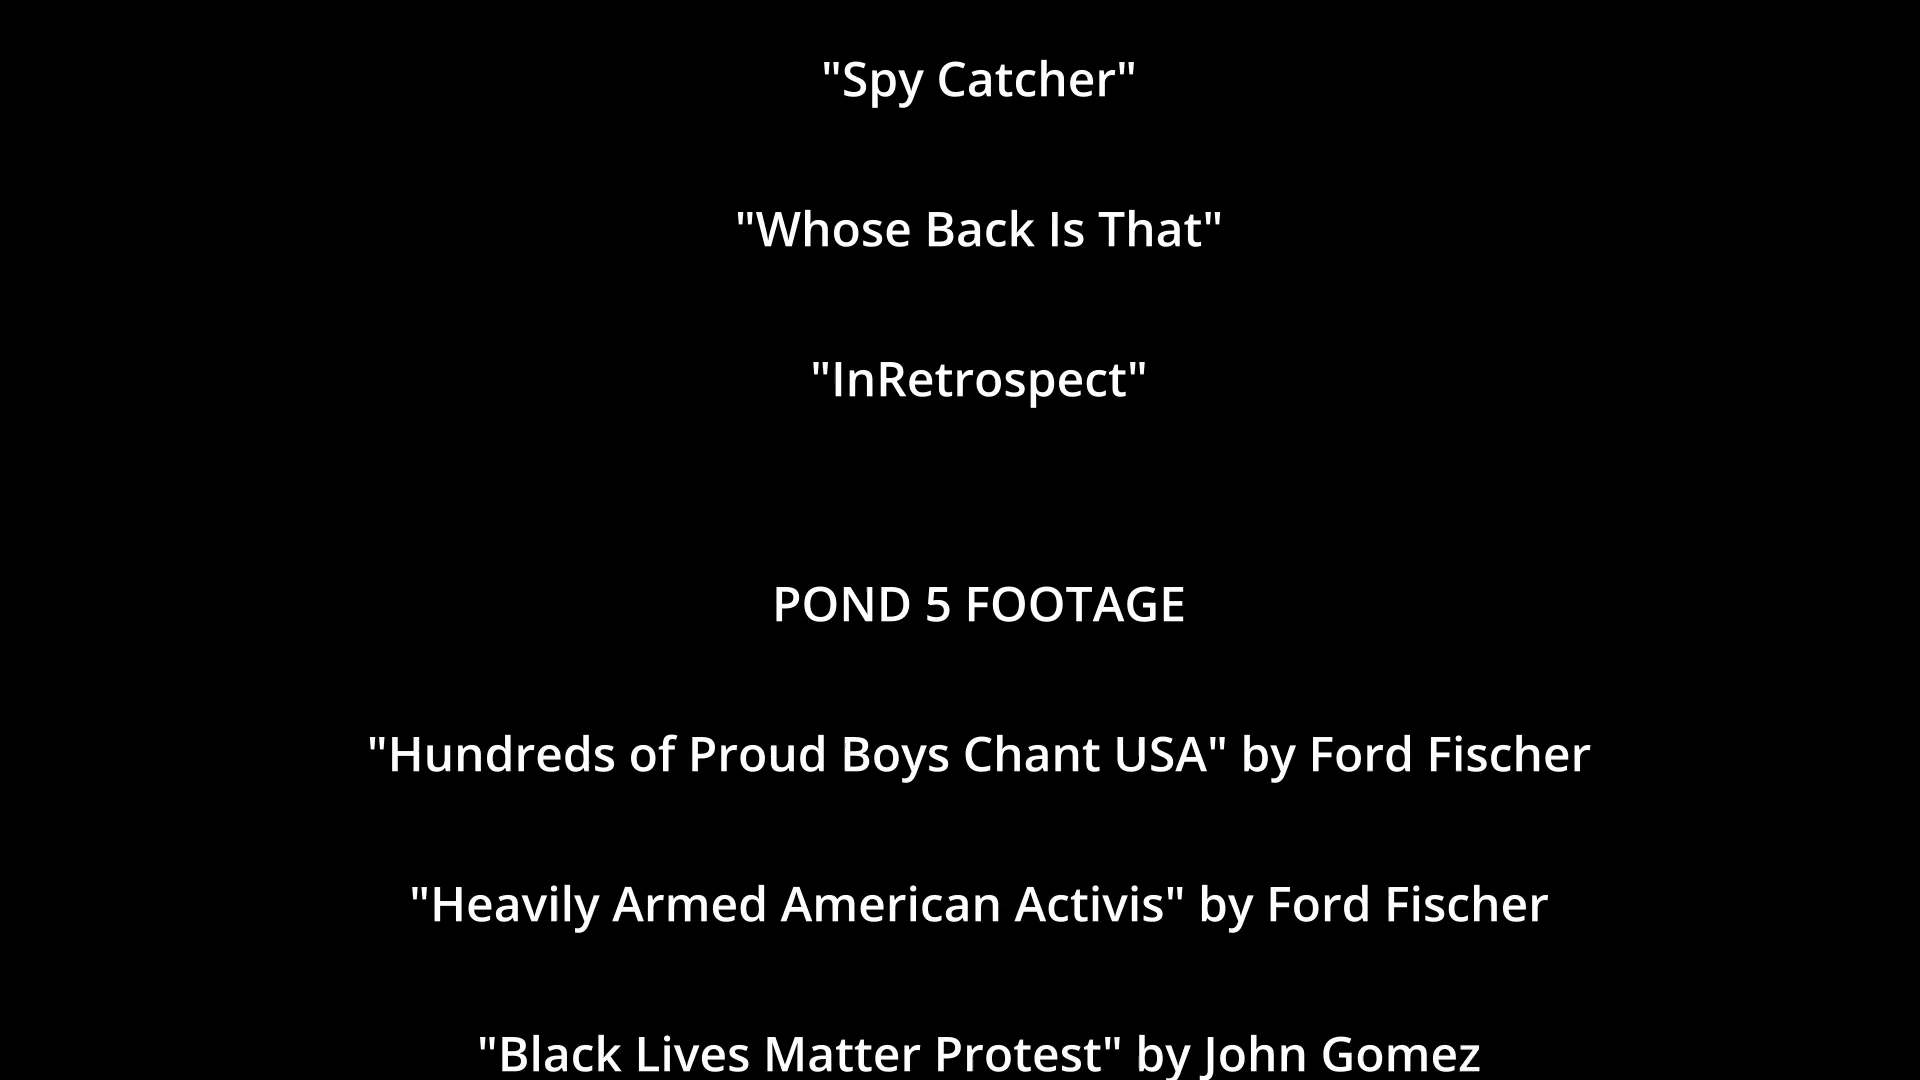 "Spy Catcher"
"Whose Back Is That"
"InRetrospect"
POND 5 FOOTAGE
"Hundreds of Proud Boys Chant USA" by Ford Fischer
"Heavily Armed American Activis" by Ford Fischer
"Black Lives Matter Protest" by John Gomez